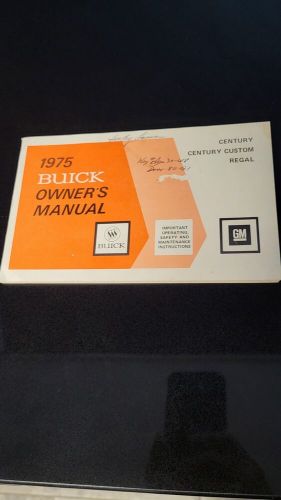 1975
BUICK
OWNER'S
MANUAL
BUICK
IMPORTANT
OPERATING,
SAFETY AND
MAINTENANCE
INSTRUCTIONS
CENTURY
CENTURY CUSTOM
REGAL
GM